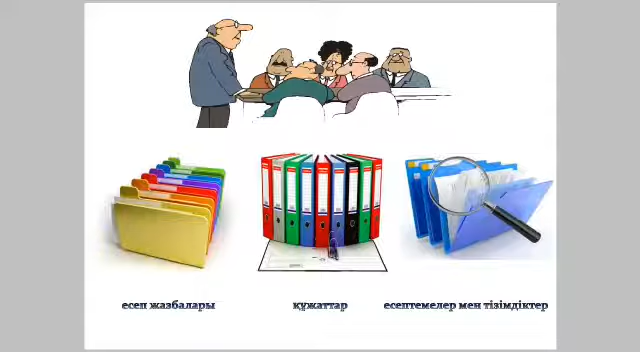 есеп жазбалары
құжаттар
есептемелер мен тізімдіктер